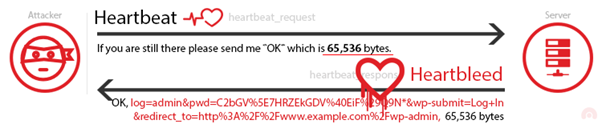 Attacker
Server
Heartbeat heartbeat_request
If you are still there please send me "OK" which is 65,536 bytes.
heartbeat_respons Heartbleed
OK, log=admin&pwd=C2bGV%5E7HRZEkGDV%40EiF%2909N*&wp-submit=Log+In
&redirect_to=http%3A%2F%2Fwww.example.com%2Fwp-admin, 65,536 bytes